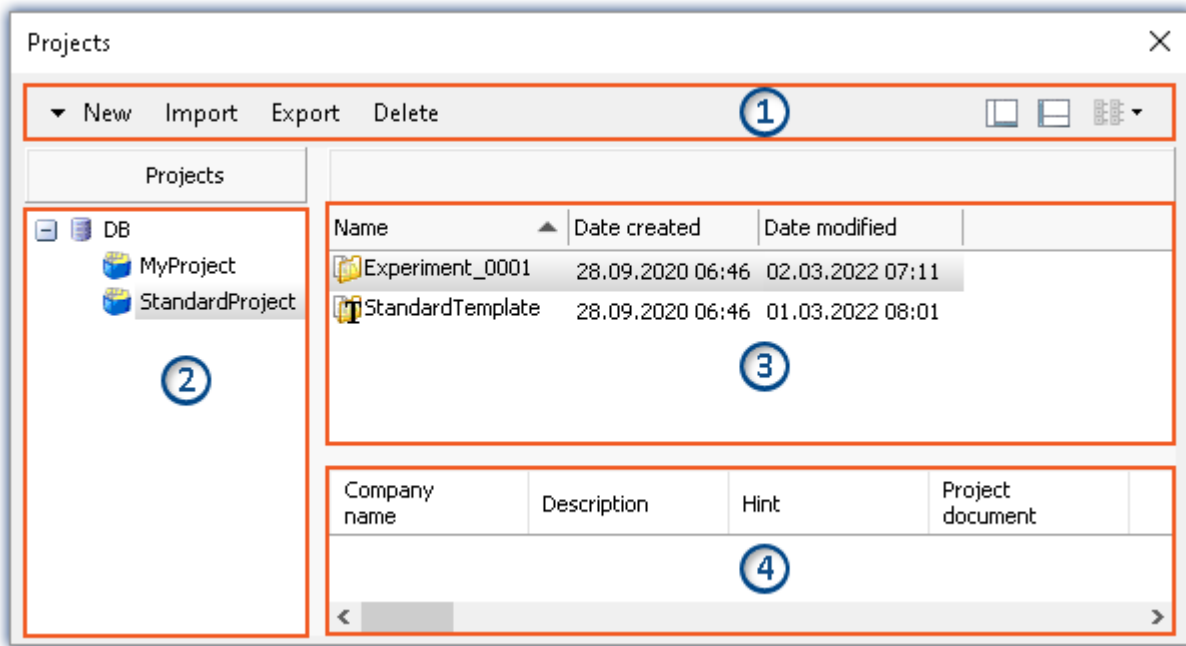 Projects
New Import Export Delete
1
Projects
DB
MyProject
StandardProject
2
Name Date created Date modified
Experiment_0001 28.09.2020 06:46 02.03.2022 07:11
StandardTemplate 28.09.2020 06:46 01.03.2022 08:01
3
Company name Description Hint Project document
4